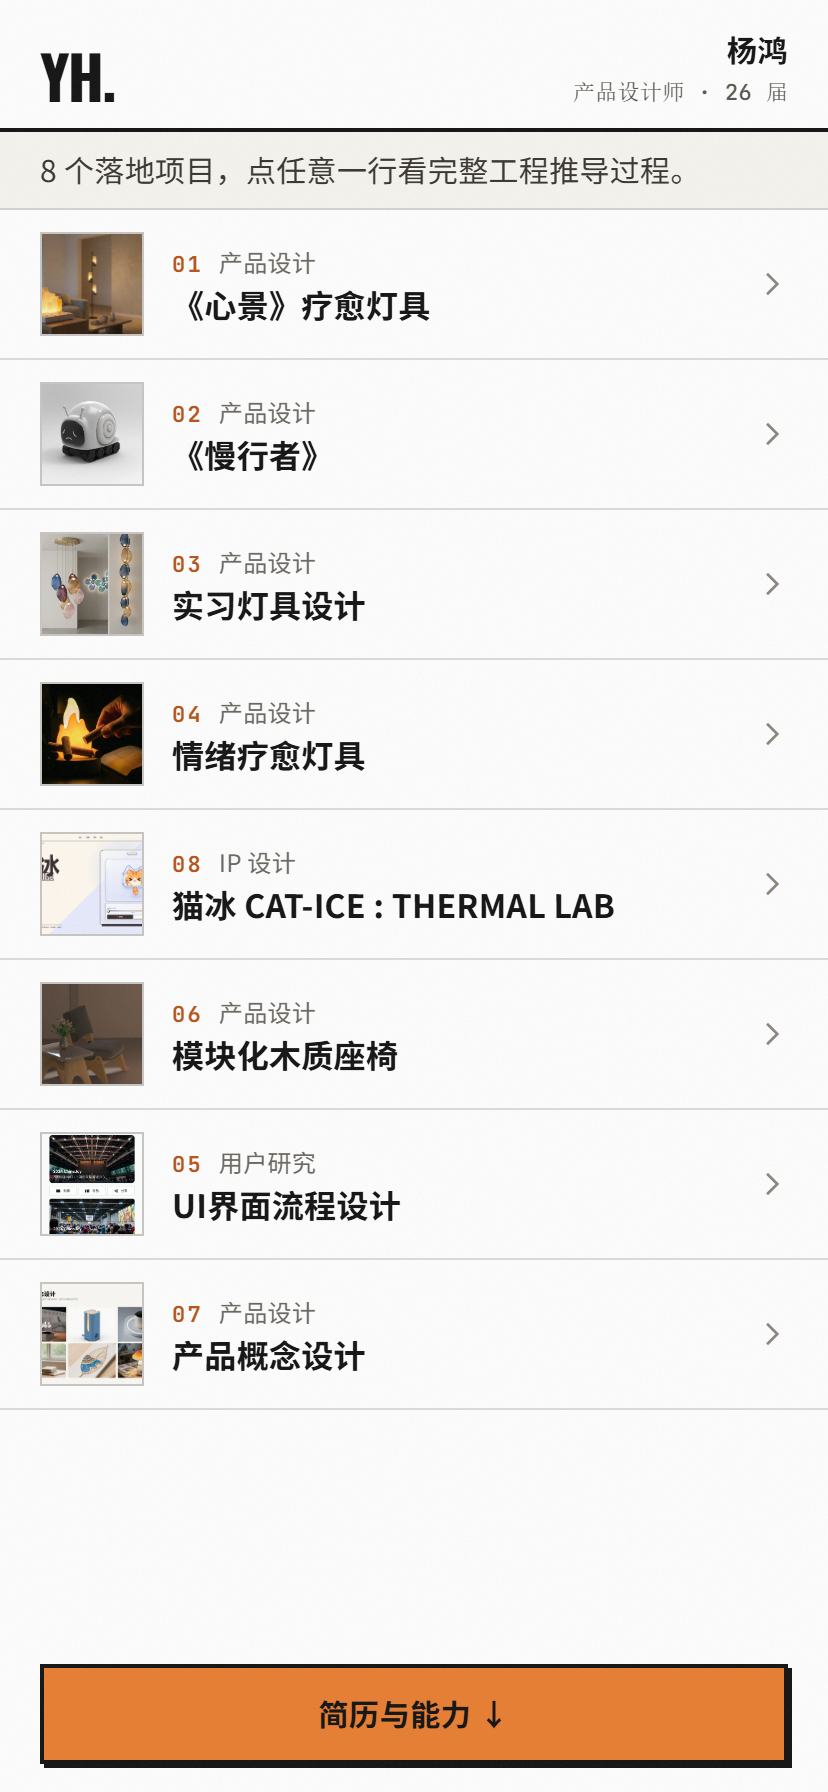 YH.
杨鸿
产品设计师 · 26 届
8 个落地项目，点任意一行看完整工程推导过程。
01 产品设计
《心景》疗愈灯具
02 产品设计
《慢行者》
03 产品设计
实习灯具设计
04 产品设计
情绪疗愈灯具
冰
08 IP 设计
猫冰 CAT-ICE : THERMAL LAB
06 产品设计
模块化木质座椅
05 用户研究
UI界面流程设计
07 产品设计
产品概念设计
简历与能力 ↓